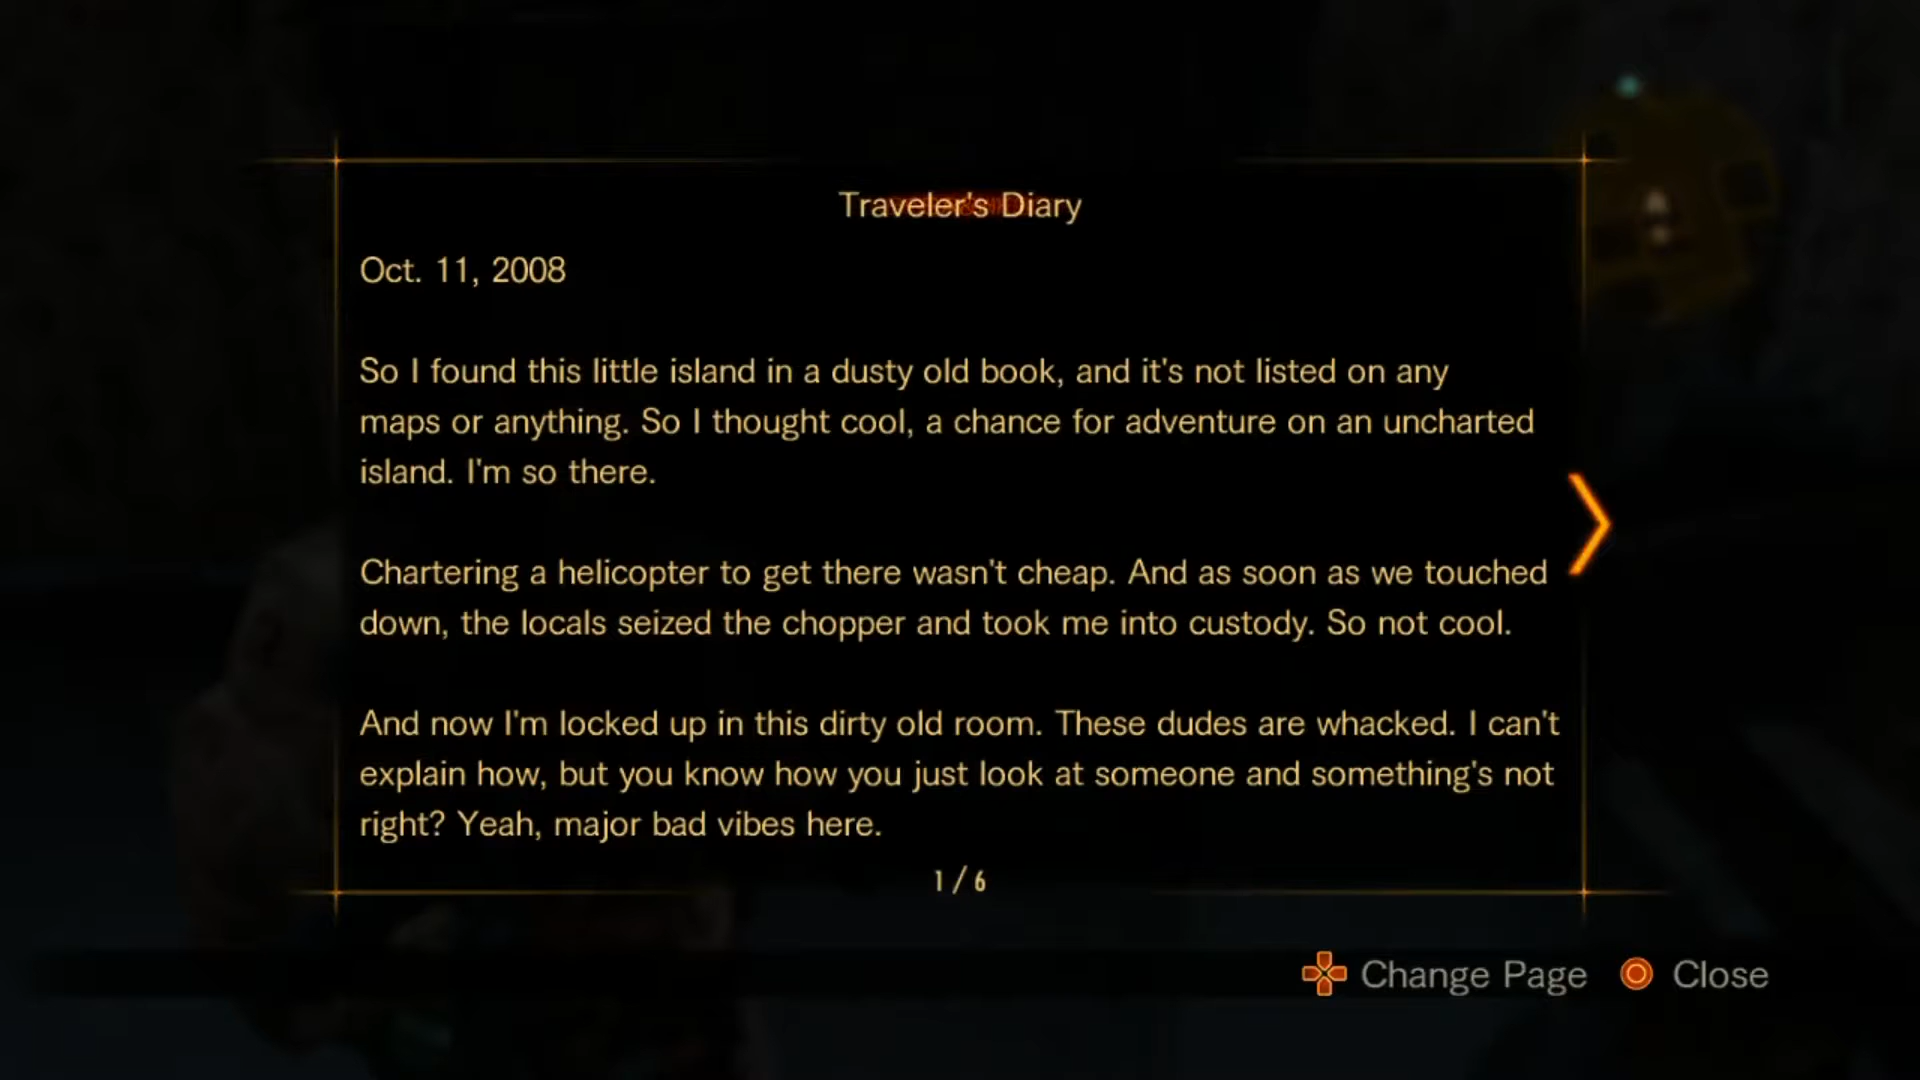 Traveler's Diary
Oct. 11, 2008
So I found this little island in a dusty old book, and it's not listed on any
maps or anything. So I thought cool, a chance for adventure on an uncharted
island. I'm so there.
Chartering a helicopter to get there wasn't cheap. And as soon as we touched
down, the locals seized the chopper and took me into custody. So not cool.
And now I'm locked up in this dirty old room. These dudes are whacked. I can't
explain how, but you know how you just look at someone and something's not
right? Yeah, major bad vibes here.
1 / 6
Change Page
Close